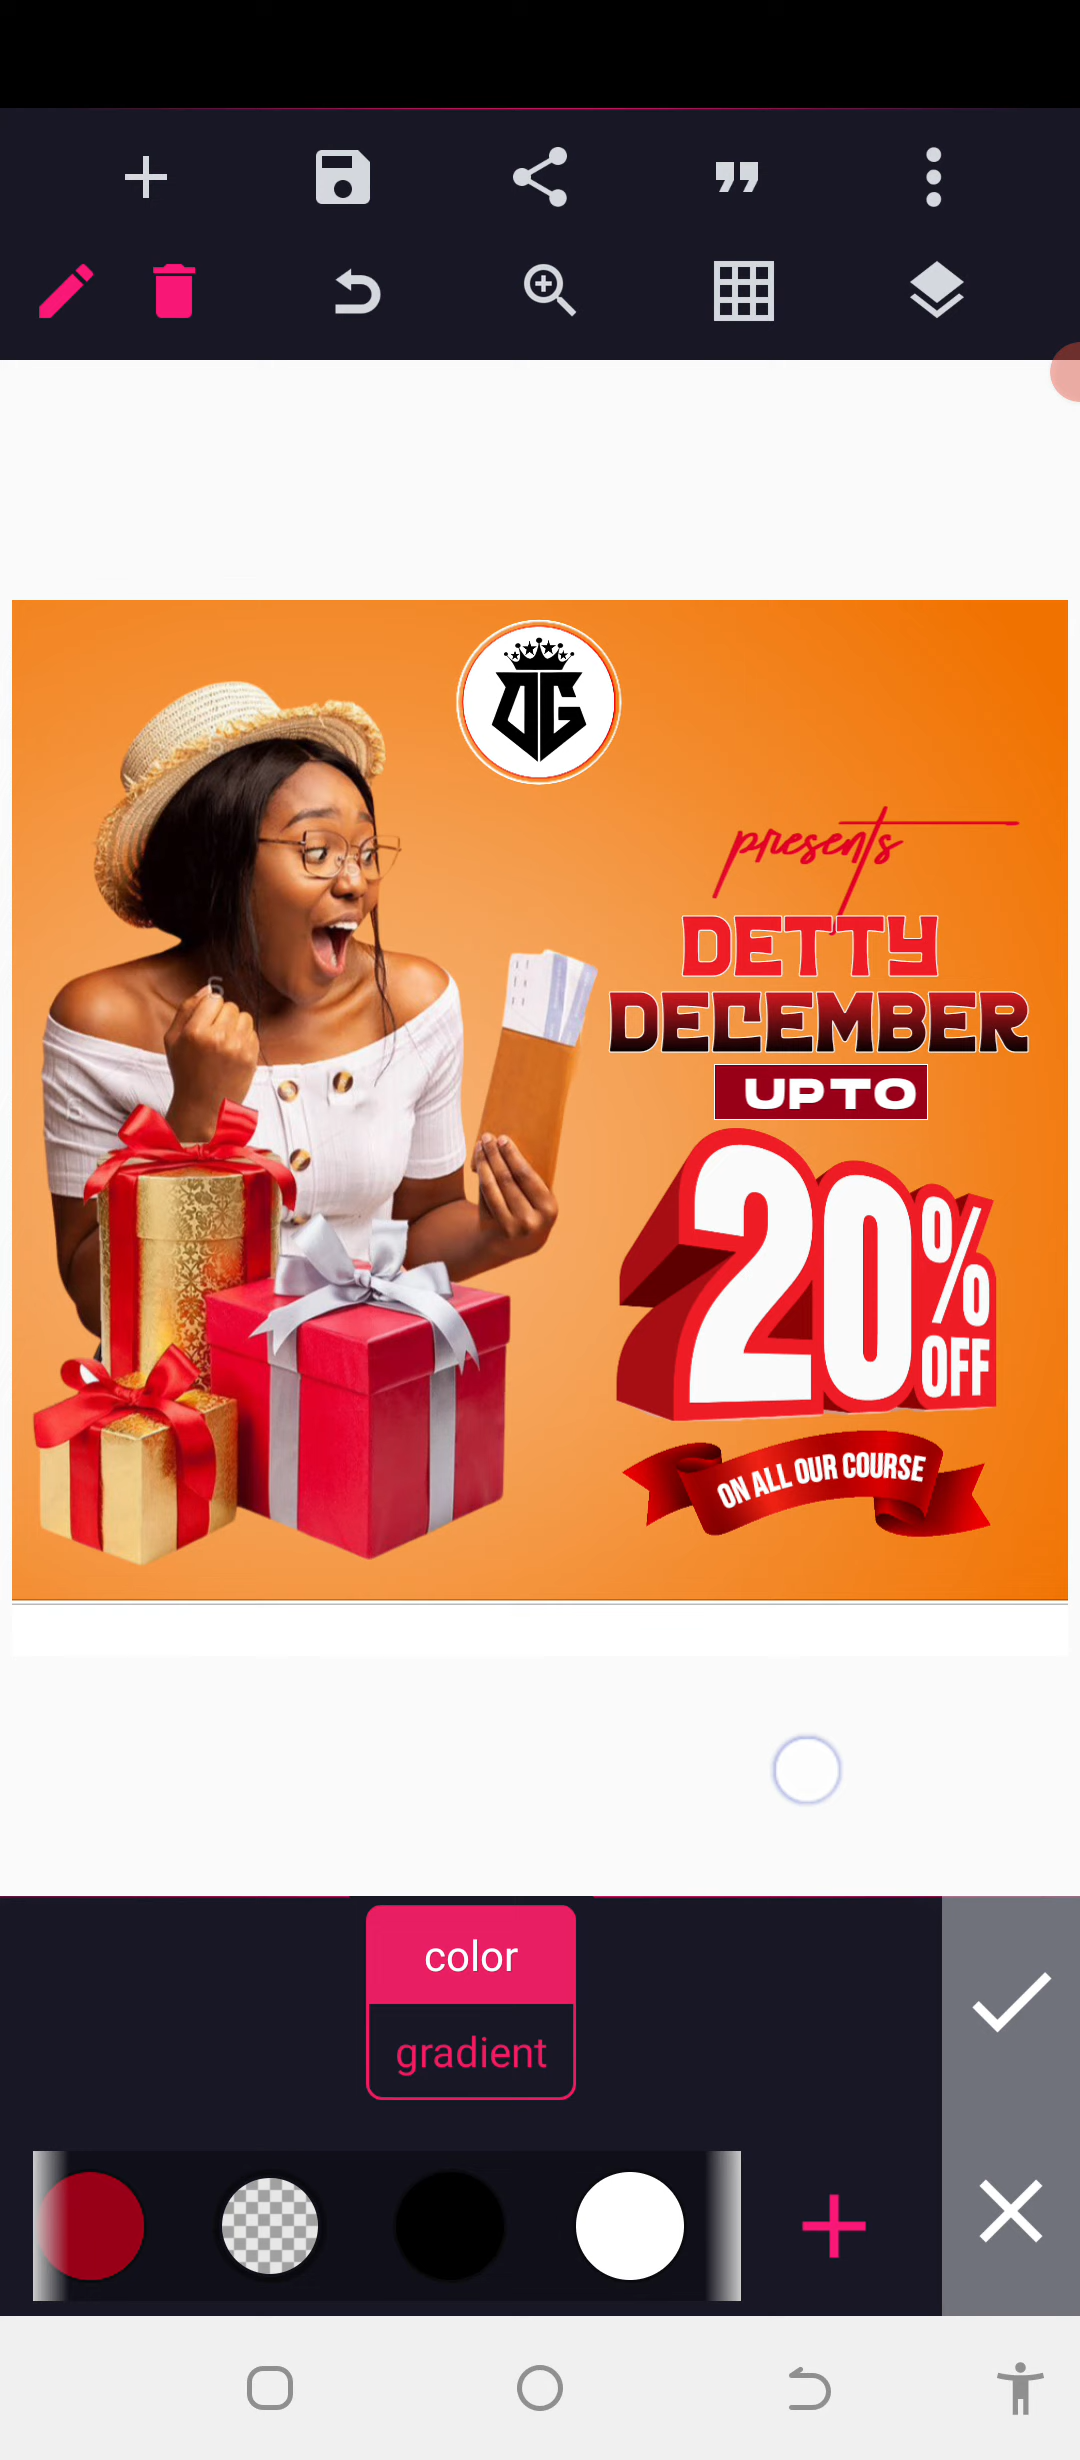 DG
presents
DETTY
DECEMBER
UPTO
20%
OFF
ON ALL OUR COURSE
color
gradient